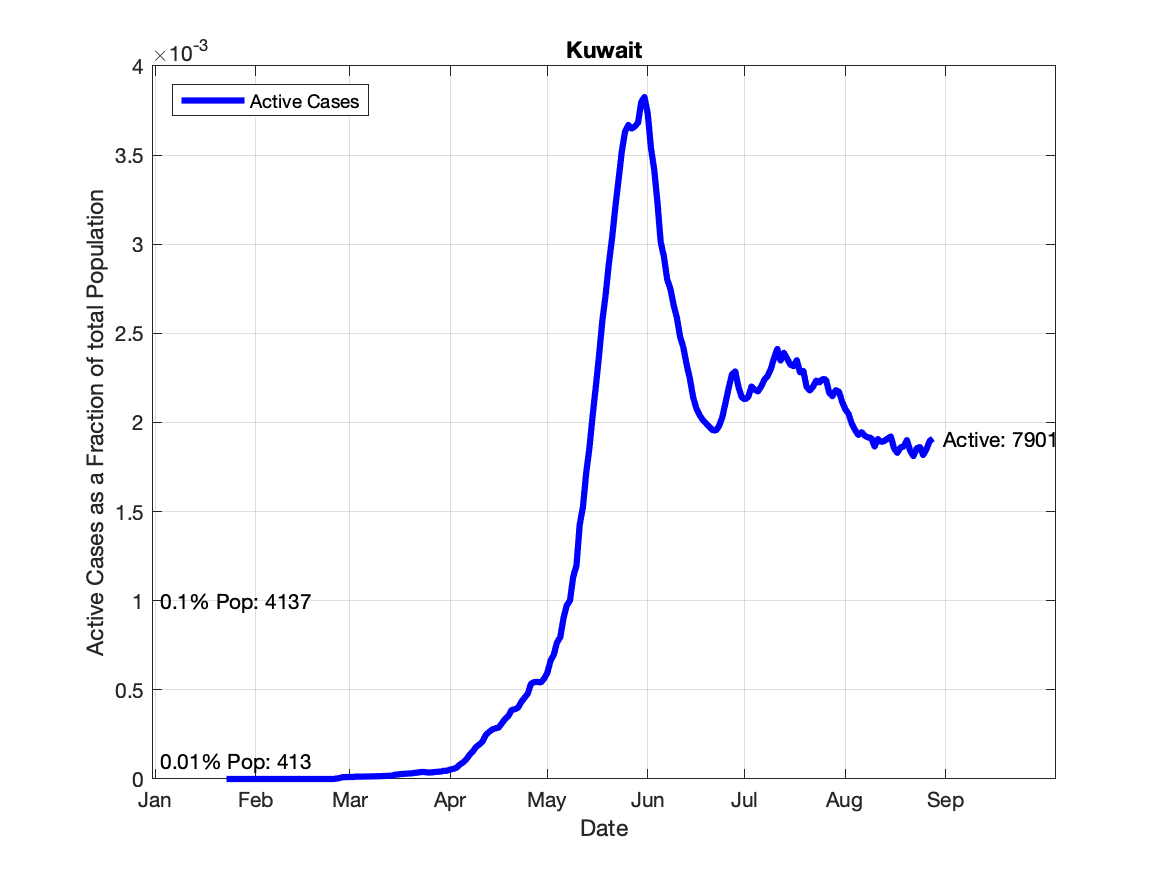 Kuwait
×10-3
Active Cases
4
3.5
3
2.5
2
1.5
1
0.5
0
Active Cases as a Fraction of total Population
Active: 7901
0.1% Pop: 4137
0.01% Pop: 413
Jan Feb Mar Apr May Jun Jul Aug Sep
Date